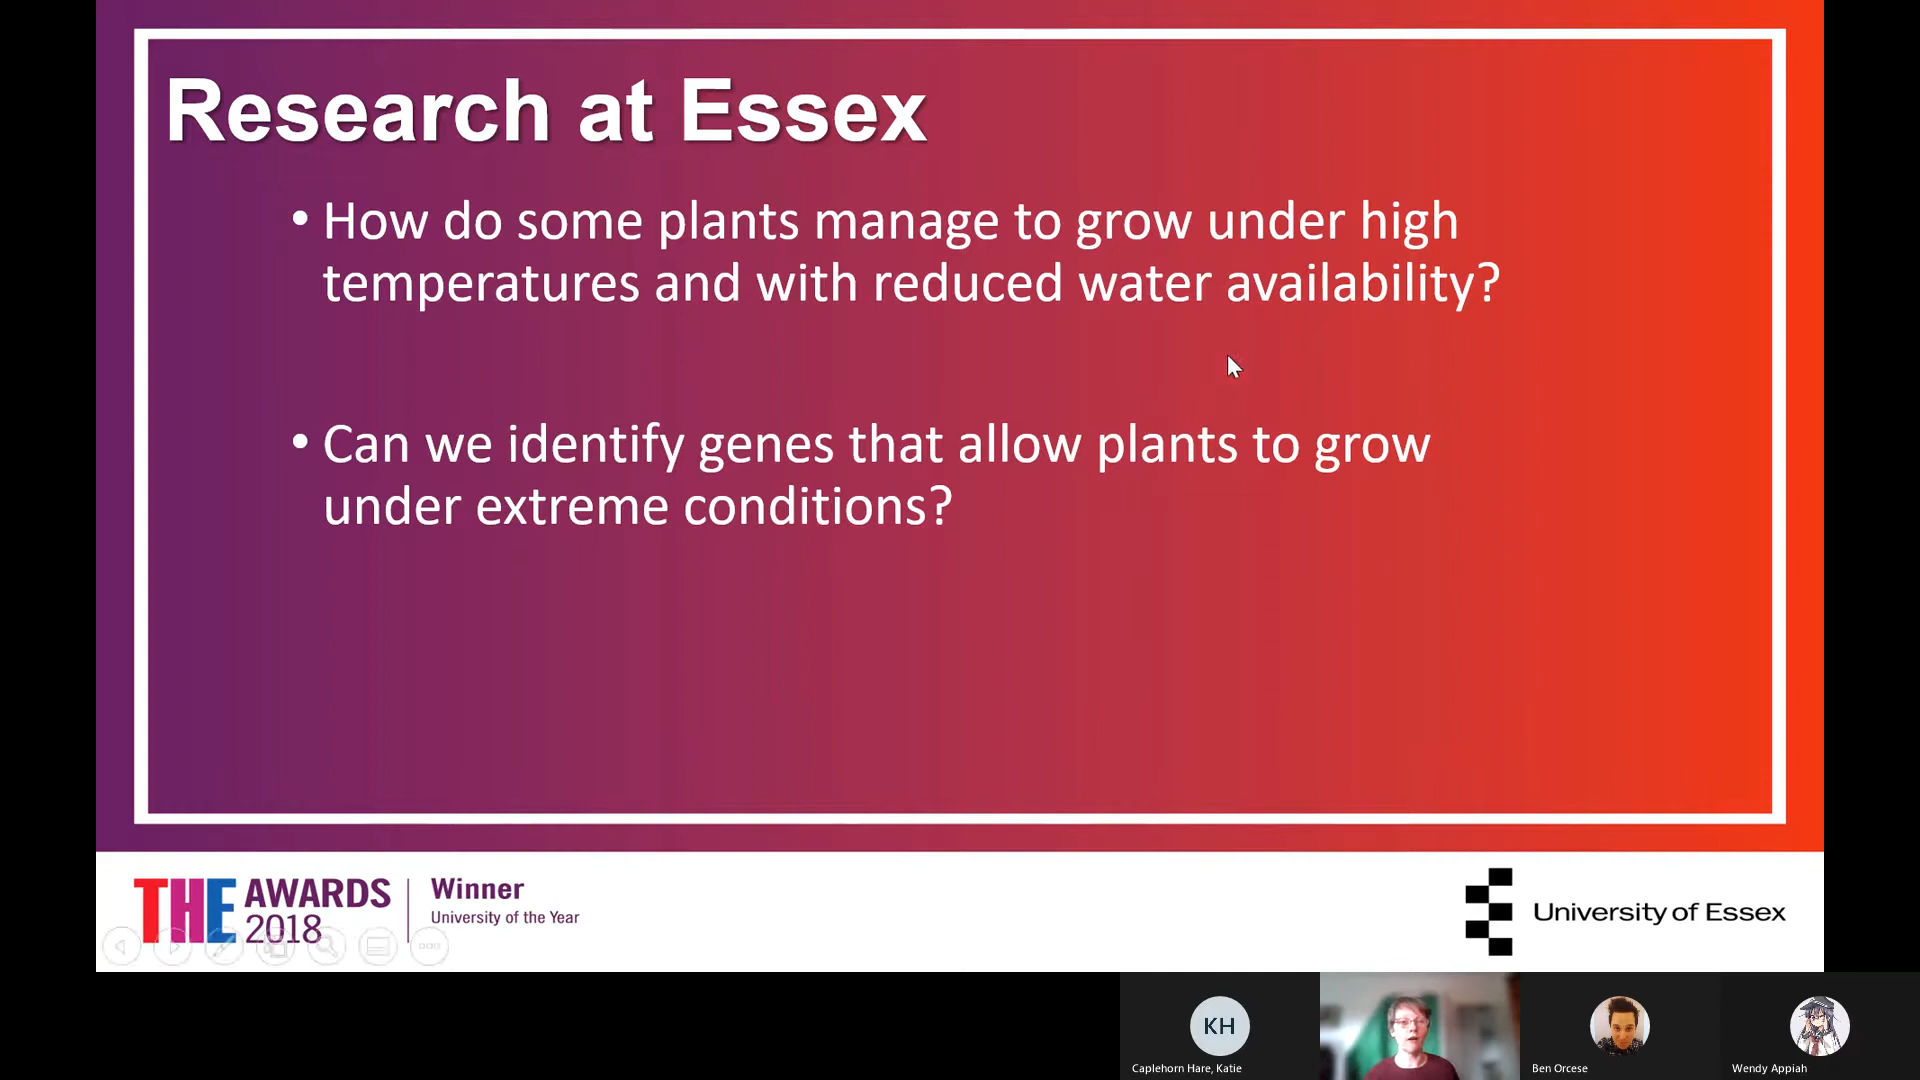 Research at Essex
• How do some plants manage to grow under high
temperatures and with reduced water availability?
• Can we identify genes that allow plants to grow
under extreme conditions?
THE AWARDS 2018
Winner
University of the Year
University of Essex
KH
Caplehorn Hare, Katie
Ben Orcese
Wendy Appiah